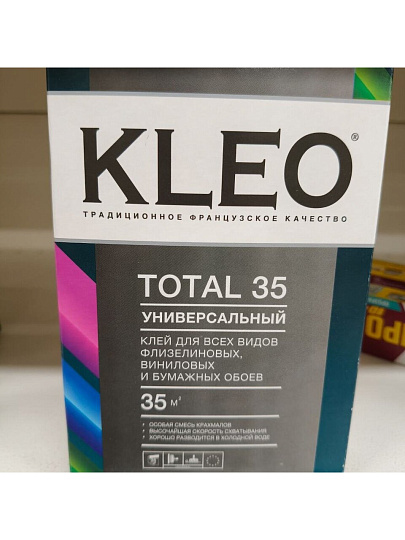 KLEO®
ТРАДИЦИОННОЕ ФРАНЦУЗСКОЕ КАЧЕСТВО
TOTAL 35
УНИВЕРСАЛЬНЫЙ
КЛЕЙ ДЛЯ ВСЕХ ВИДОВ
ФЛИЗЕЛИНОВЫХ,
ВИНИЛОВЫХ
И БУМАЖНЫХ ОБОЕВ
35 м²
• ОСОБАЯ СМЕСЬ КРАХМАЛОВ
• ВЫСОЧАЙШАЯ СКОРОСТЬ СХВАТЫВАНИЯ
• ХОРОШО РАЗВОДИТСЯ В ХОЛОДНОЙ ВОДЕ